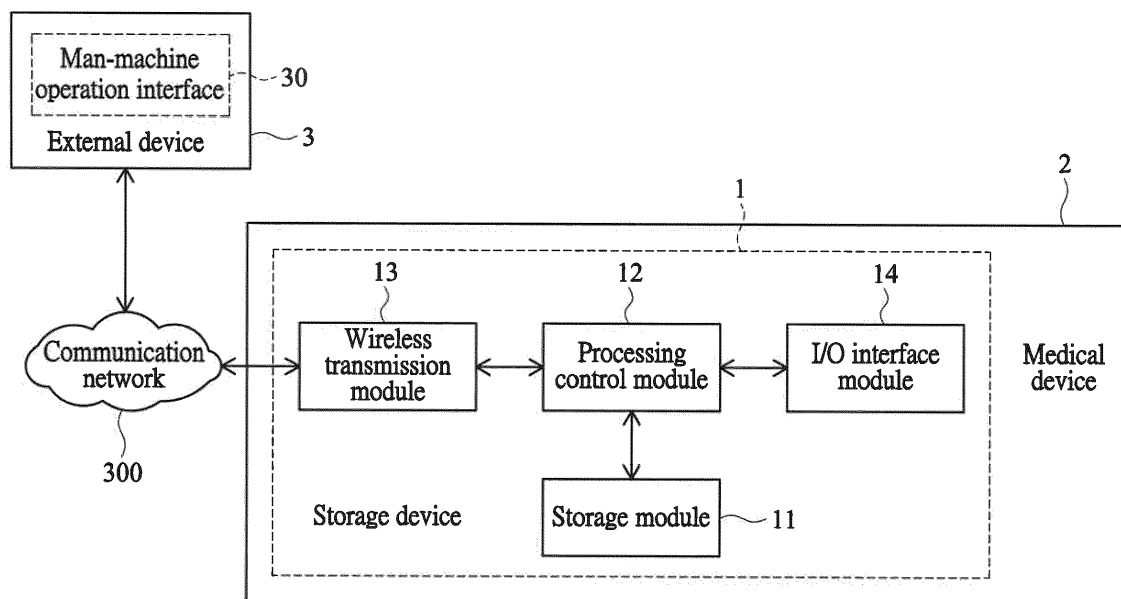 Man-machine
operation interface
30
External device
3
2
1
13
12
14
Communication
network
300
Wireless
transmission
module
Processing
control module
I/O interface
module
Medical
device
Storage device
Storage module
11